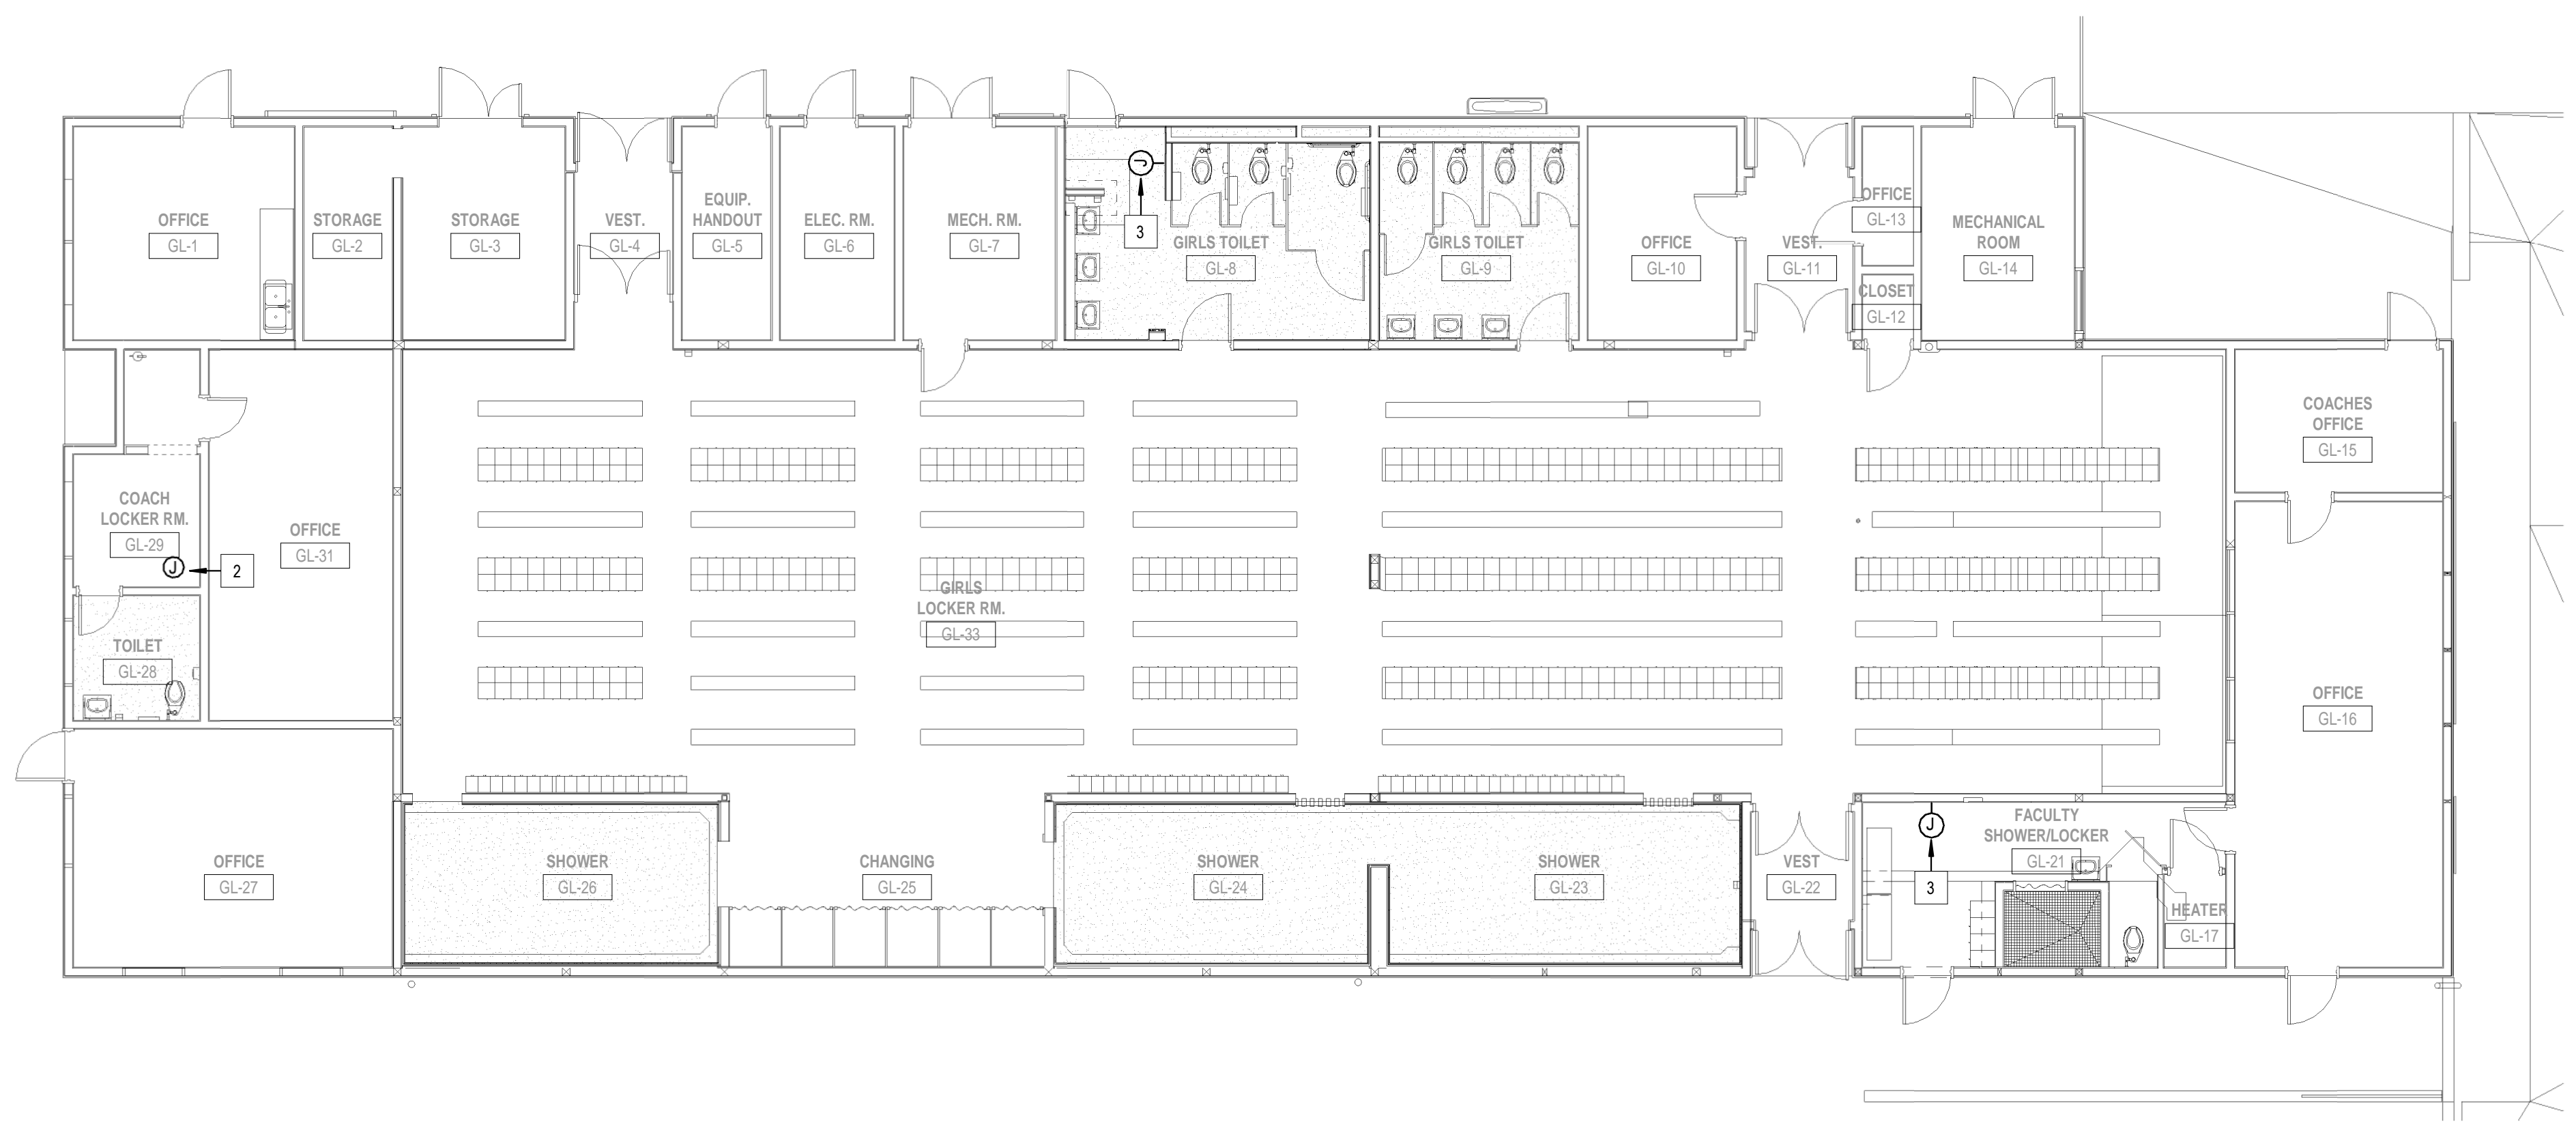 OFFICE
GL-1
STORAGE
GL-2
STORAGE
GL-3
VEST.
GL-4
EQUIP.
HANDOUT
GL-5
ELEC. RM.
GL-6
MECH. RM.
GL-7
J
3
GIRLS TOILET
GL-8
GIRLS TOILET
GL-9
OFFICE
GL-10
VEST.
GL-11
OFFICE
GL-13
CLOSET
GL-12
MECHANICAL
ROOM
GL-14
COACHES
OFFICE
GL-15
COACH
LOCKER RM.
GL-29
J
2
OFFICE
GL-31
GIRLS
LOCKER RM.
GL-33
TOILET
GL-28
OFFICE
GL-16
OFFICE
GL-27
SHOWER
GL-26
CHANGING
GL-25
SHOWER
GL-24
SHOWER
GL-23
VEST
GL-22
J
3
FACULTY
SHOWER/LOCKER
GL-21
HEATER
GL-17